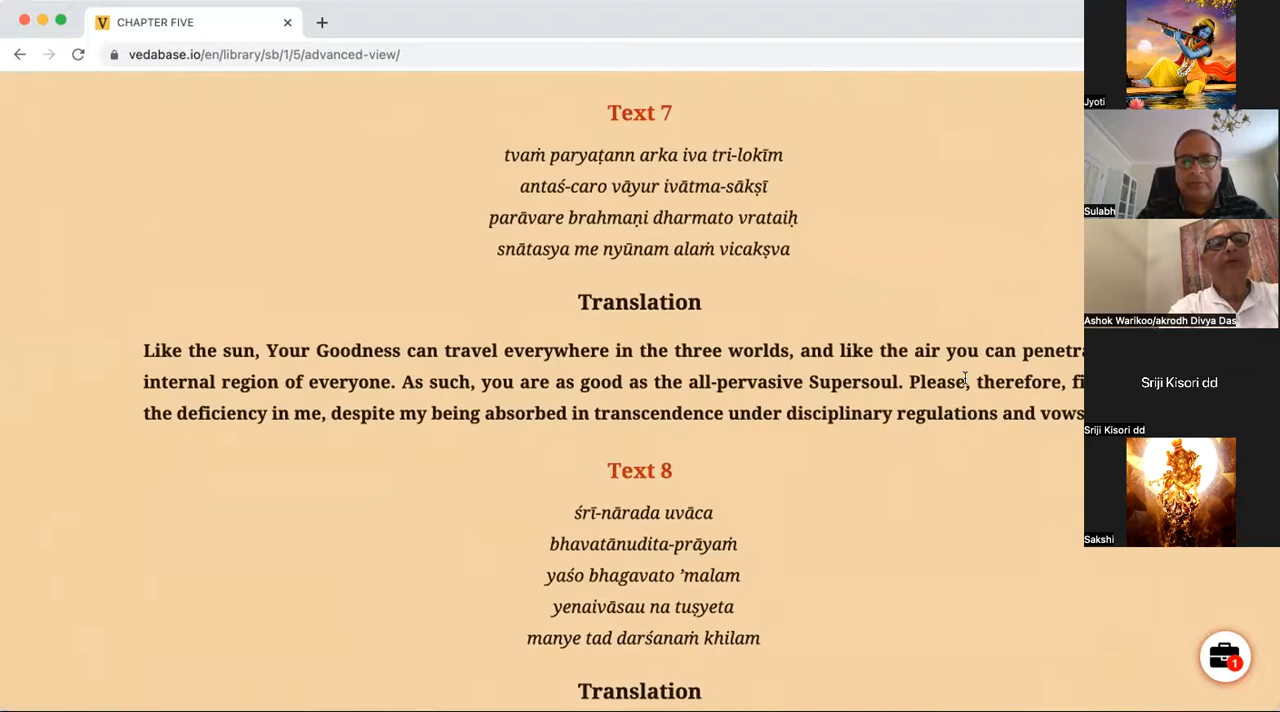 CHAPTER FIVE
vedabase.io/en/library/sb/1/5/advanced-view/
Text 7
tvaṁ paryaṭann arka iva tri-lokīm
antaś-caro vāyur ivātma-sākṣī
parāvare brahmaṇi dharmato vrataiḥ
snātasya me nyūnam alaṁ vicakṣva
Translation
Like the sun, Your Goodness can travel everywhere in the three worlds, and like the air you can penetra
internal region of everyone. As such, you are as good as the all-pervasive Supersoul. Please, therefore, fi
the deficiency in me, despite my being absorbed in transcendence under disciplinary regulations and vows
Text 8
śrī-nārada uvāca
bhavatānudita-prāyaṁ
yaśo bhagavato ’malam
yenaivāsau na tuṣyeta
manye tad darśanaṁ khilam
Translation
Jyoti
Sulabh
Ashok Warikoo/akrodh Divya Das
Sriji Kisori dd
Sriji Kisori dd
Sakshi
1